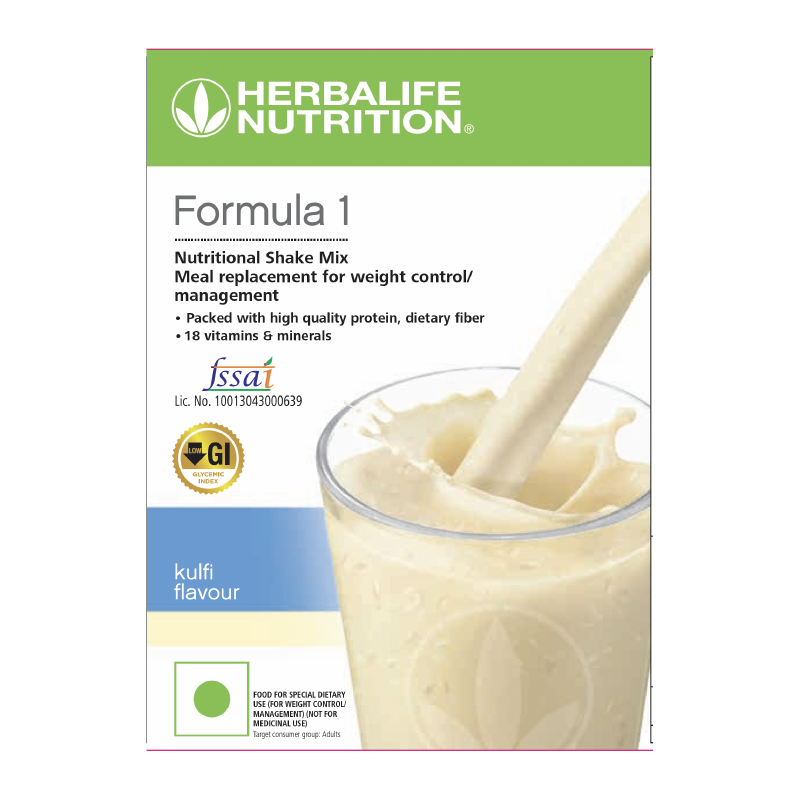 HERBALIFE
NUTRITION®
Formula 1
Nutritional Shake Mix
Meal replacement for weight control/
management
• Packed with high quality protein, dietary fiber
• 18 vitamins & minerals
fssai
Lic. No. 10013043000639
LOW GI
GLYCEMIC
INDEX
kulfi
flavour
FOOD FOR SPECIAL DIETARY
USE (FOR WEIGHT CONTROL/
MANAGEMENT) (NOT FOR
MEDICINAL USE)
Target consumer group: Adults